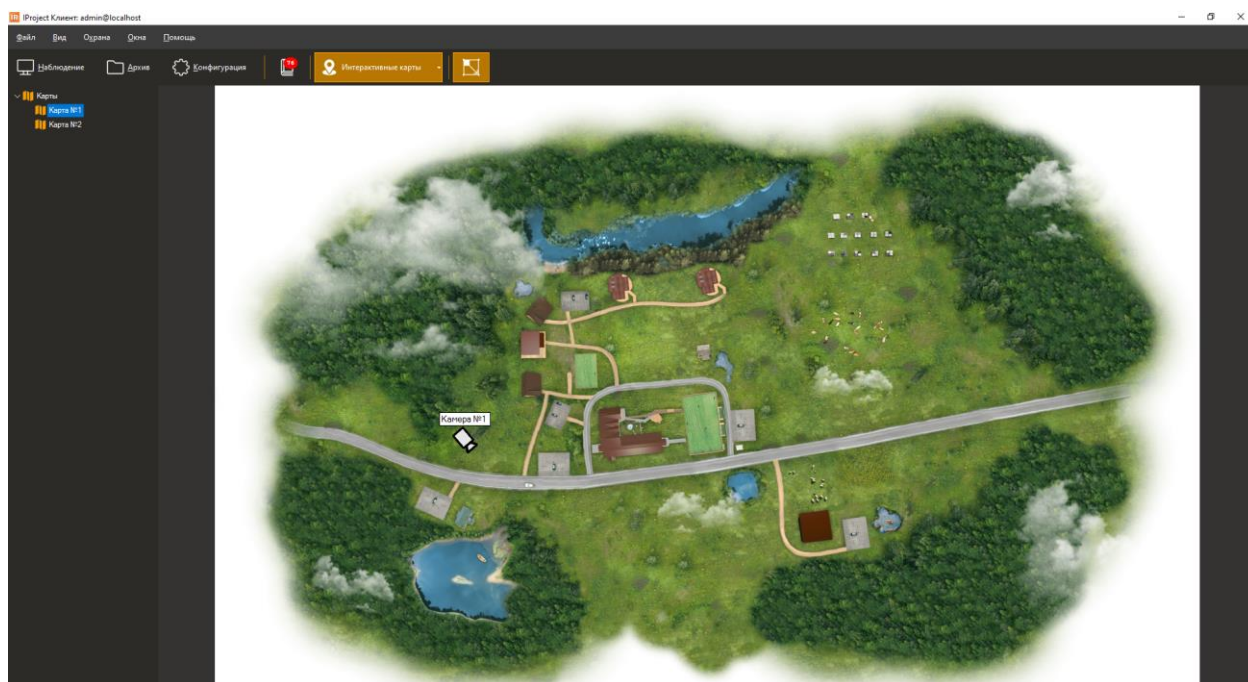 IProject Клиент: admin@localhost
Файл Вид Охрана Окна Помощь
Наблюдение Архив Конфигурация 76 Интерактивные карты
Карты
Карта №1
Карта №2
Камера №1